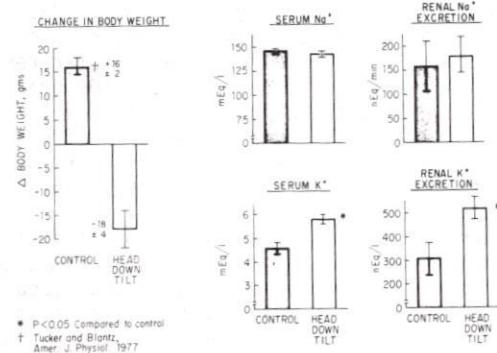 CHANGE IN BODY WEIGHT
Δ BODY WEIGHT, gms
20
15
10
5
0
-5
-10
-15
-20
† +16
± 2
-18
± 4
CONTROL
HEAD
DOWN
TILT
* P<0.05 Compared to control
† Tucker and Blantz,
Amer. J. Physiol. 1977
SERUM Na⁺
mEq/l
150
125
100
75
50
0
RENAL Na⁺
EXCRETION
nEq/min
200
150
100
50
0
SERUM K⁺
mEq/l
6
5
4
3
0
*
CONTROL
HEAD
DOWN
TILT
RENAL K⁺
EXCRETION
nEq/l
500
400
300
200
100
0
CONTROL
HEAD
DOWN
TILT